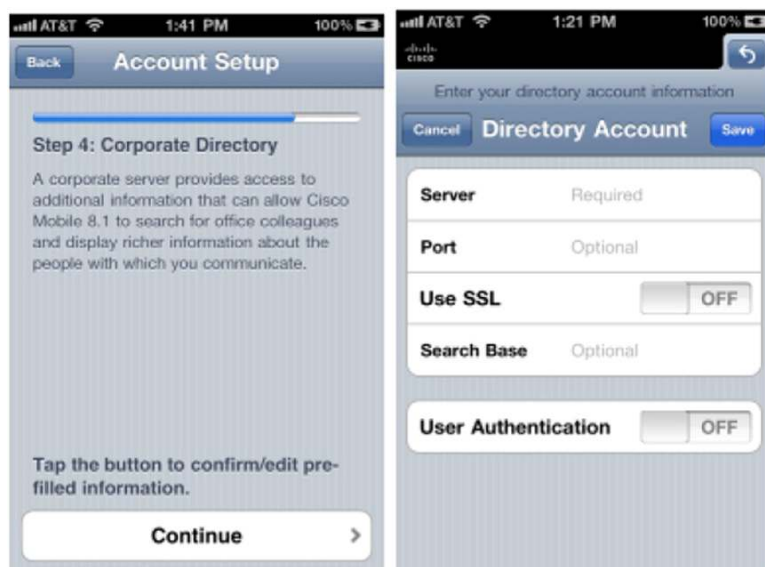 AT&T 1:41 PM 100%
Back Account Setup
Step 4: Corporate Directory
A corporate server provides access to
additional information that can allow Cisco
Mobile 8.1 to search for office colleagues
and display richer information about the
people with which you communicate.
Tap the button to confirm/edit pre-
filled information.
Continue
AT&T 1:21 PM 100%
CISCO
Enter your directory account information
Cancel Directory Account Save
Server Required
Port Optional
Use SSL OFF
Search Base Optional
User Authentication OFF